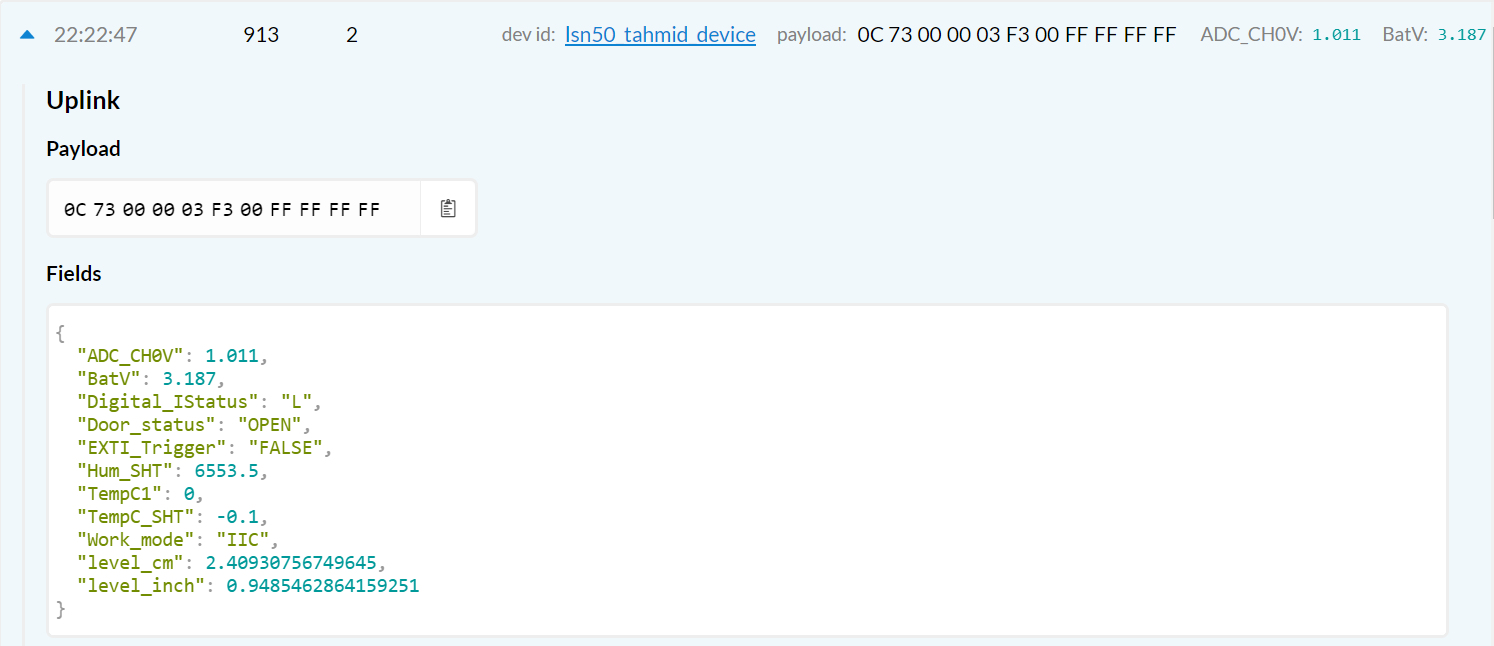 22:22:47 913 2 dev id: lsn50_tahmid_device payload: 0C 73 00 00 03 F3 00 FF FF FF FF ADC_CH0V: 1.011 BatV: 3.187
Uplink
Payload
0C 73 00 00 03 F3 00 FF FF FF FF
Fields
{
"ADC_CH0V": 1.011,
"BatV": 3.187,
"Digital_IStatus": "L",
"Door_status": "OPEN",
"EXTI_Trigger": "FALSE",
"Hum_SHT": 6553.5,
"TempC1": 0,
"TempC_SHT": -0.1,
"Work_mode": "IIC",
"level_cm": 2.40930756749645,
"level_inch": 0.9485462864159251
}